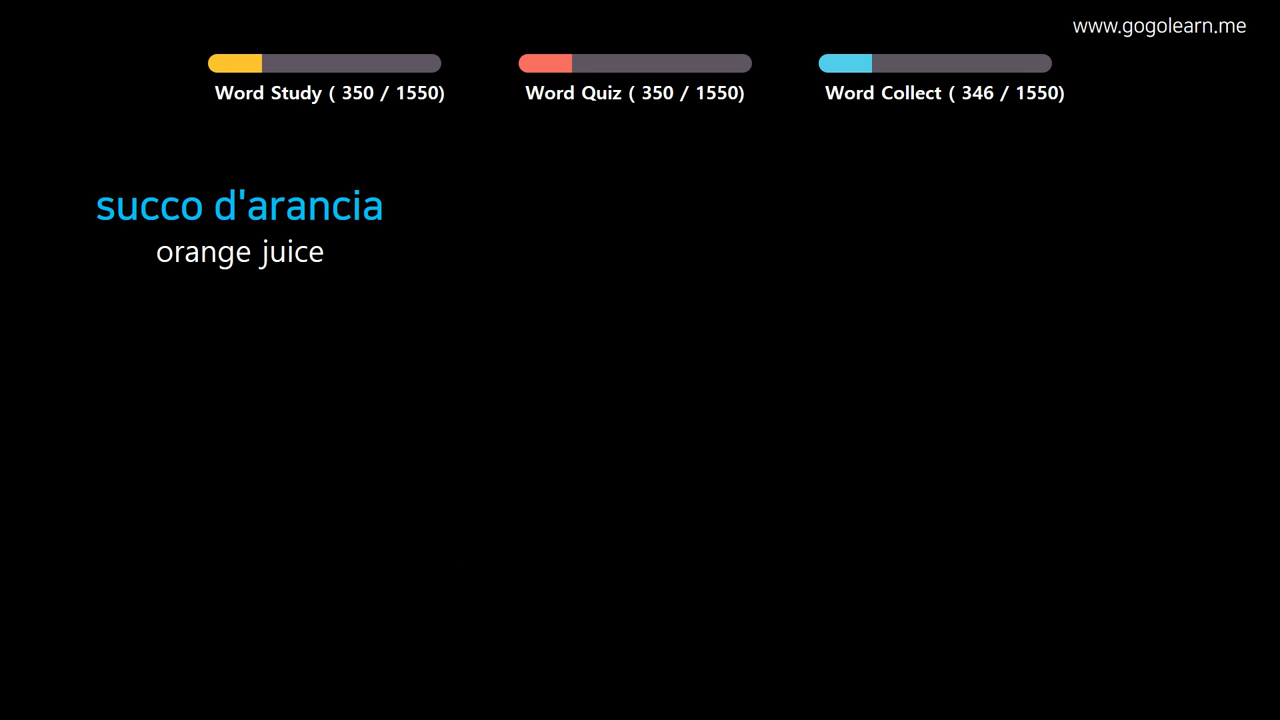 www.gogolearn.me
Word Study ( 350 / 1550)
Word Quiz ( 350 / 1550)
Word Collect ( 346 / 1550)
succo d'arancia
orange juice